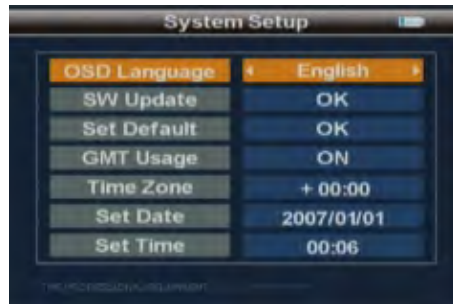 System Setup
OSD Language English
SW Update OK
Set Default OK
GMT Usage ON
Time Zone + 00:00
Set Date 2007/01/01
Set Time 00:06